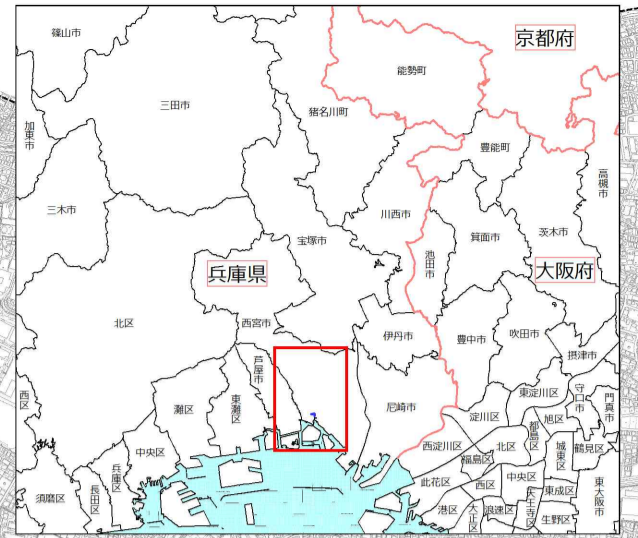 篠山市
京都府
能勢町
三田市
猪名川町
加東市
豊能町
高槻市
三木市
川西市
箕面市
茨木市
宝塚市
池田市
兵庫県
大阪府
北区
西宮市
伊丹市
豊中市
吹田市
摂津市
芦屋市
西区
灘区
東灘区
尼崎市
東淀川区
守口市
門真市
淀川区
旭区
都島区
西淀川区
北区
城東区
鶴見区
福島区
中央区
兵庫区
長田区
須磨区
此花区
西区
中央区
東成区
天王寺区
東大阪市
港区
大正区
浪速区
生野区